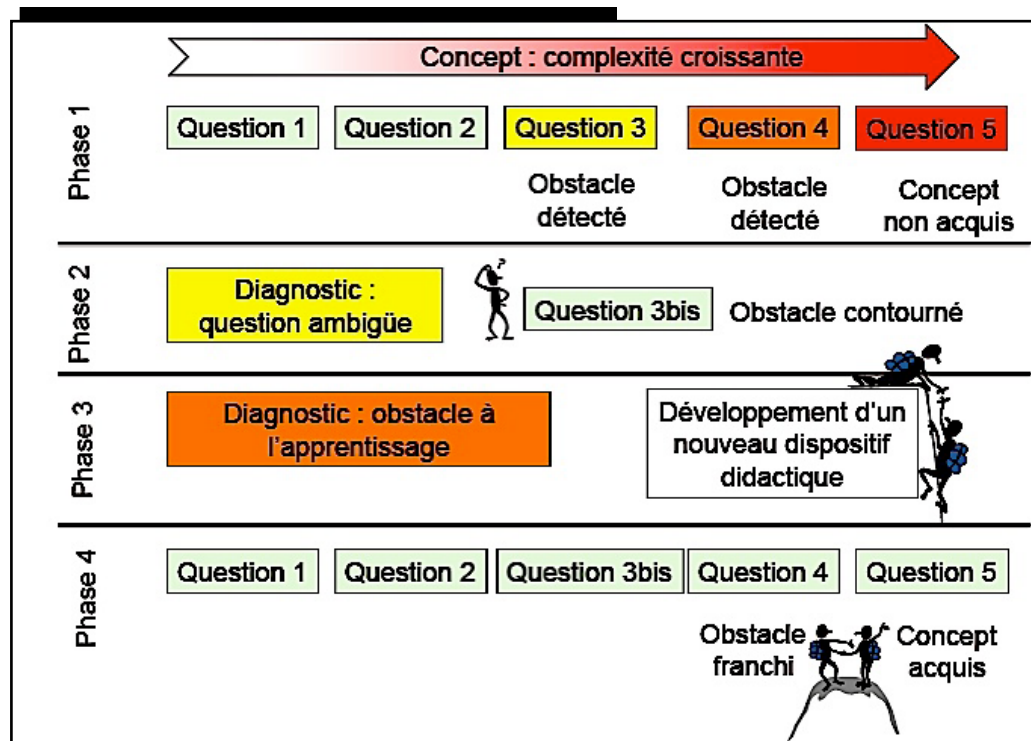 Concept : complexité croissante
Phase 1
Question 1
Question 2
Question 3
Question 4
Question 5
Obstacle
détecté
Obstacle
détecté
Concept
non acquis
Phase 2
Diagnostic :
question ambigüe
?
Question 3bis
Obstacle contourné
Phase 3
Diagnostic : obstacle à
l'apprentissage
Développement d'un
nouveau dispositif
didactique
Phase 4
Question 1
Question 2
Question 3bis
Question 4
Question 5
Obstacle
franchi
Concept
acquis